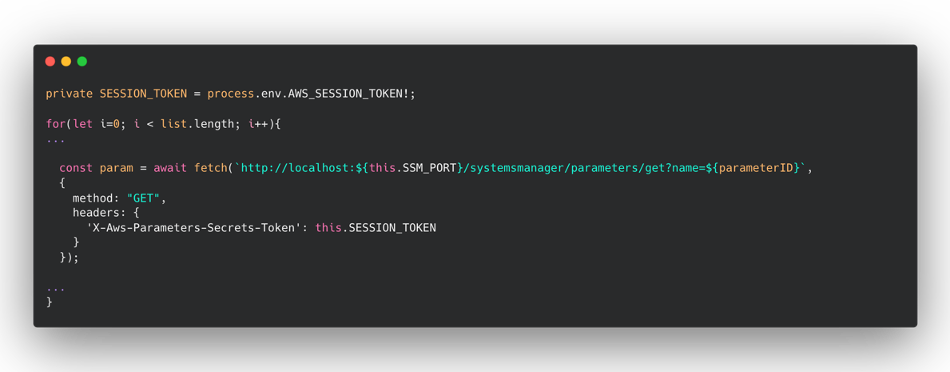 private SESSION_TOKEN = process.env.AWS_SESSION_TOKEN!;
for(let i=0; i < list.length; i++){
...
const param = await fetch(`http://localhost:${this.SSM_PORT}/systemsmanager/parameters/get?name=${parameterID}`,
{
method: "GET",
headers: {
'X-Aws-Parameters-Secrets-Token': this.SESSION_TOKEN
}
});
...
}